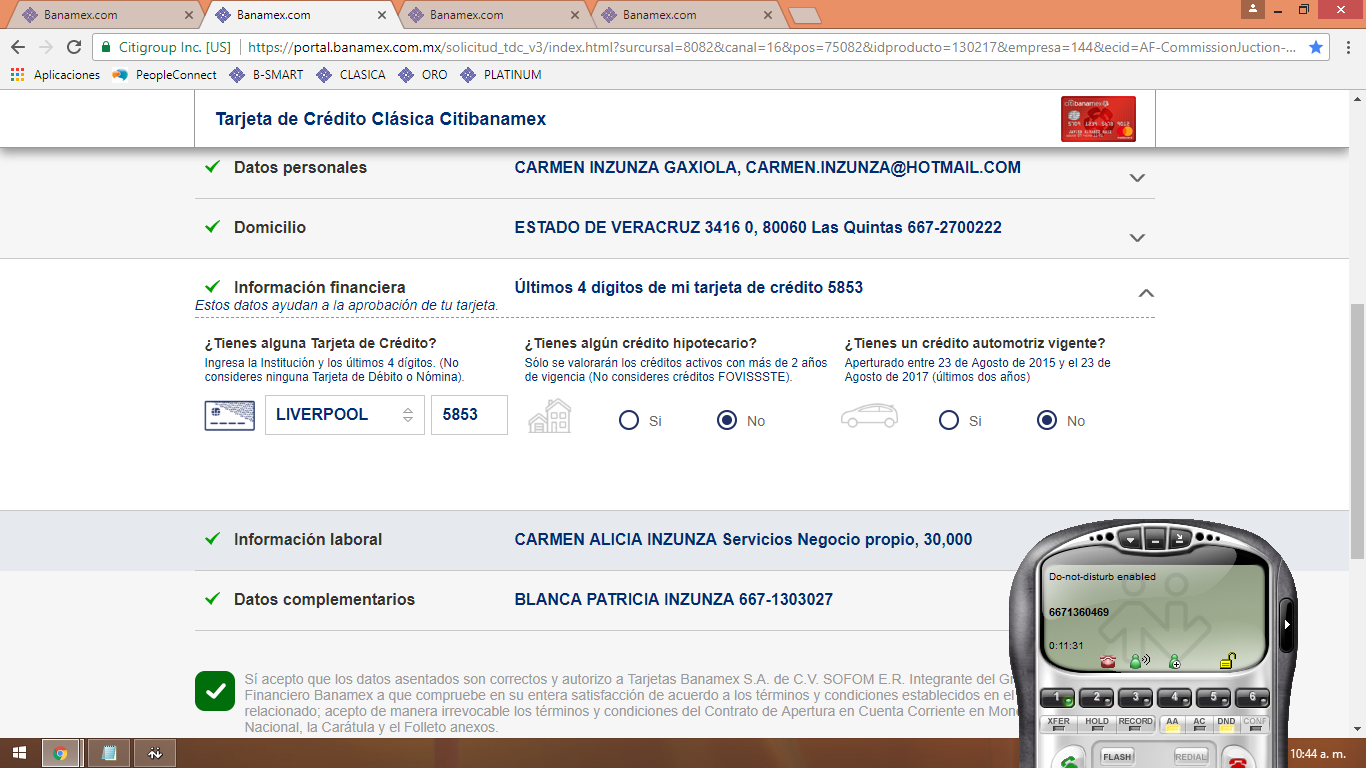 Banamex.com
Banamex.com
Banamex.com
Banamex.com
Citigroup Inc. [US]
https://portal.banamex.com.mx/solicitud_tdc_v3/index.html?surcursal=8082&canal=16&pos=75082&idproducto=130217&empresa=144&ecid=AF-CommissionJuction-...
Aplicaciones
PeopleConnect
B-SMART
CLASICA
ORO
PLATINUM
Tarjeta de Crédito Clásica Citibanamex
citibanamex
Datos personales
CARMEN INZUNZA GAXIOLA, CARMEN.INZUNZA@HOTMAIL.COM
Domicilio
ESTADO DE VERACRUZ 3416 0, 80060 Las Quintas 667-2700222
Información financiera
Últimos 4 dígitos de mi tarjeta de crédito 5853
Estos datos ayudan a la aprobación de tu tarjeta.
¿Tienes alguna Tarjeta de Crédito?
Ingresa la Institución y los últimos 4 dígitos. (No
consideres ninguna Tarjeta de Débito o Nómina).
LIVERPOOL
5853
¿Tienes algún crédito hipotecario?
Sólo se valorarán los créditos activos con más de 2 años
de vigencia (No consideres créditos FOVISSSTE).
Si
No
¿Tienes un crédito automotriz vigente?
Aperturado entre 23 de Agosto de 2015 y el 23 de
Agosto de 2017 (últimos dos años)
Si
No
Información laboral
CARMEN ALICIA INZUNZA Servicios Negocio propio, 30,000
Datos complementarios
BLANCA PATRICIA INZUNZA 667-1303027
Sí acepto que los datos asentados son correctos y autorizo a Tarjetas Banamex S.A. de C.V. SOFOM E.R. Integrante del
Financiero Banamex a que compruebe en su entera satisfacción de acuerdo a los términos y condiciones establecidos en el
relacionado; acepto de manera irrevocable los términos y condiciones del Contrato de Apertura en Cuenta Corriente en
Nacional, la Carátula y el Folleto anexos.
Do-not-disturb enabled
6671360469
0:11:31
1 2 3 4 5 6
XFER HOLD RECORD AA AC DND CONF
FLASH REDIAL
10:44 a. m.